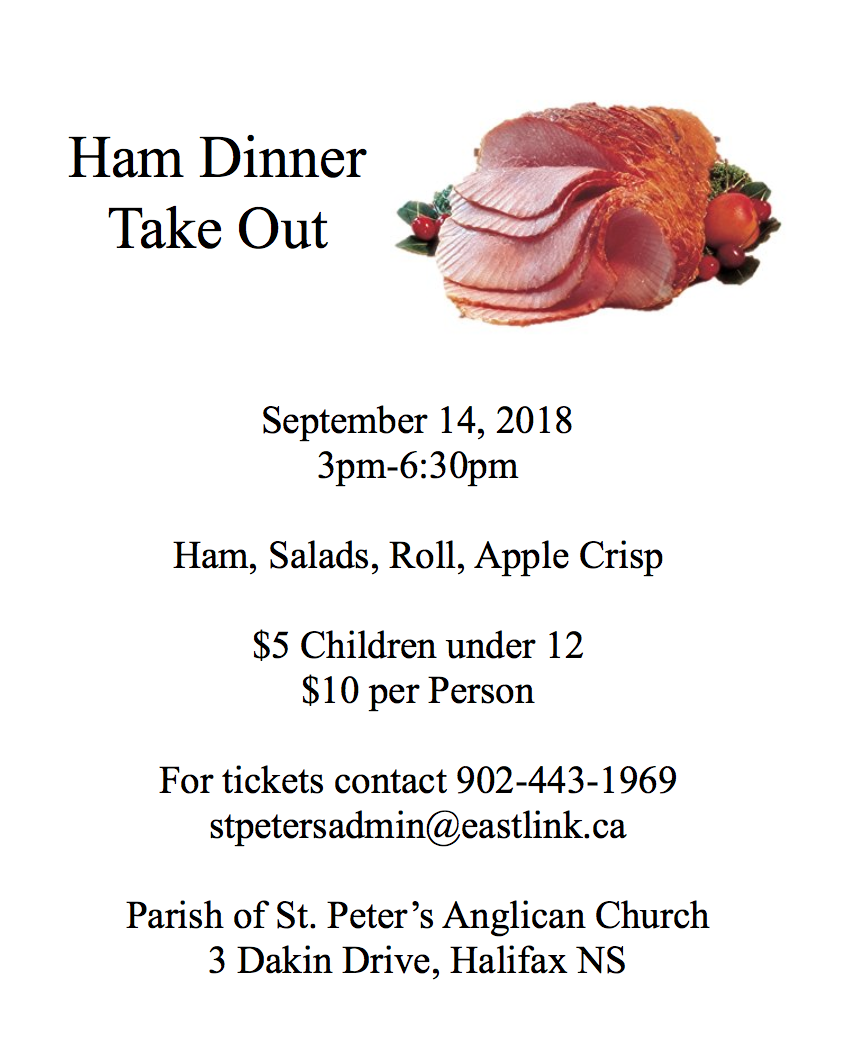 Ham Dinner
Take Out
September 14, 2018
3pm-6:30pm
Ham, Salads, Roll, Apple Crisp
$5 Children under 12
$10 per Person
For tickets contact 902-443-1969
stpetersadmin@eastlink.ca
Parish of St. Peter’s Anglican Church
3 Dakin Drive, Halifax NS